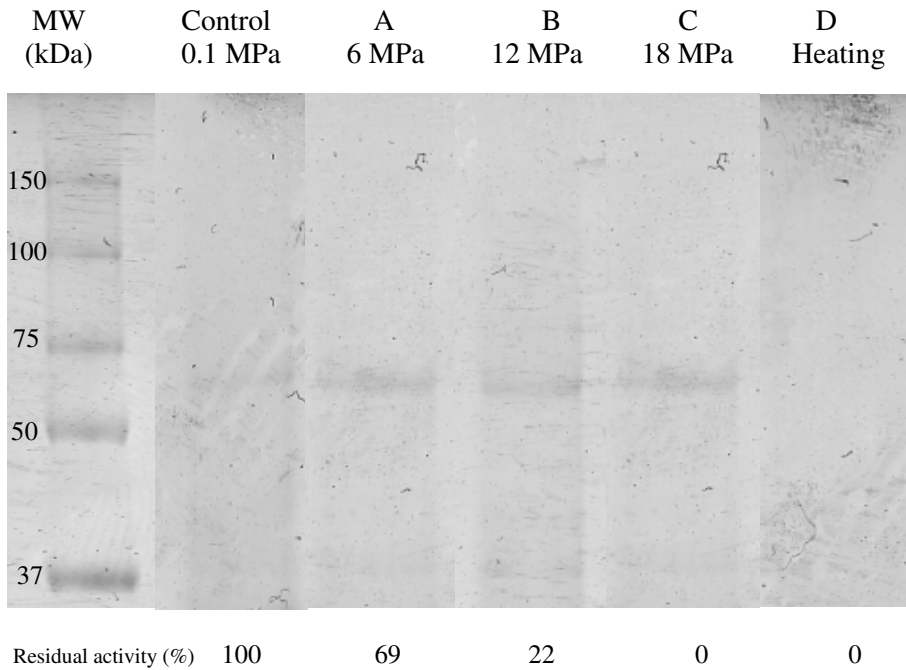 MW Control A B C D
(kDa) 0.1 MPa 6 MPa 12 MPa 18 MPa Heating
150
100
75
50
37
Residual activity (%) 100 69 22 0 0